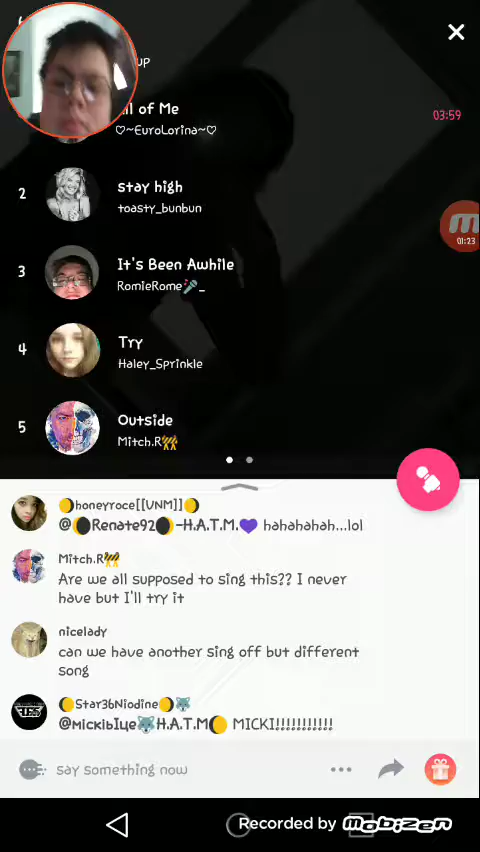 UP
ll of Me
03:59
♡~EuroLorina~♡
2
stay high
toasty_bunbun
01:23
3
It's Been Awhile
RomieRome🎤_
4
Try
Haley_Sprinkle
5
Outside
Mitch.R🚧
🌖honeyroce[[VNM]]🌖
@🌘Renate92🌘-H.A.T.M.💜 hahahahah...lol
Mitch.R🚧
Are we all supposed to sing this?? I never
have but I'll try it
nicelady
can we have another sing off but different
song
🌔Star36Niodine🌖🐺
@mickibIце🐺H.A.T.M🌔 MICKI!!!!!!!!!!!
say something now
Recorded by mobizen